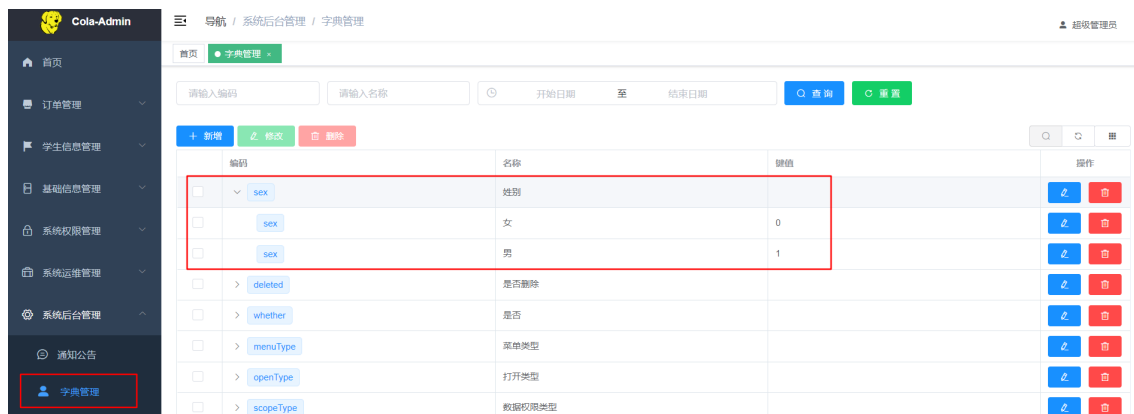 Cola-Admin
导航 / 系统后台管理 / 字典管理
超级管理员
首页
字典管理 ×
首页
订单管理
学生信息管理
基础信息管理
系统权限管理
系统运维管理
系统后台管理
通知公告
字典管理
请输入编码
请输入名称
开始日期 至 结束日期
查询
重置
+ 新增
修改
删除
编码 名称 键值 操作
sex 姓别
sex 女 0
sex 男 1
deleted 是否删除
whether 是否
menuType 菜单类型
openType 打开类型
scopeType 数据权限类型